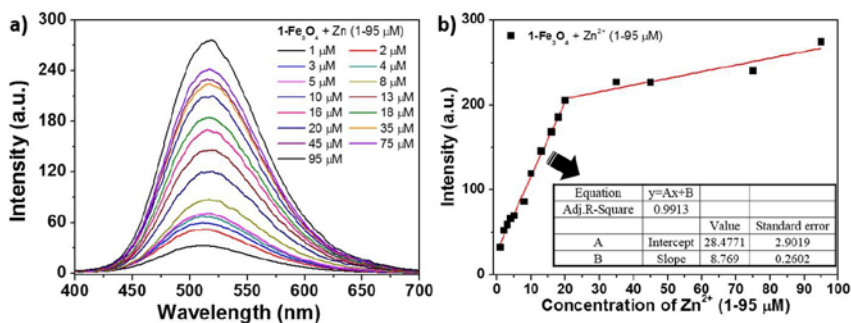 a)
1-Fe₃O₄ + Zn (1-95 μM)
1 μM 2 μM
3 μM 4 μM
5 μM 8 μM
10 μM 13 μM
16 μM 18 μM
20 μM 35 μM
45 μM 75 μM
95 μM
Intensity (a.u.)
300
240
180
120
60
0
400 450 500 550 600 650 700
Wavelength (nm)
b)
1-Fe₃O₄ + Zn²⁺ (1-95 μM)
Intensity (a.u.)
300
200
100
0
Equation y=Ax+B
Adj.R-Square 0.9913
Value Standard error
A Intercept 28.4771 2.9019
B Slope 8.769 0.2602
0 10 20 30 40 50 60 70 80 90 100
Concentration of Zn²⁺ (1-95 μM)